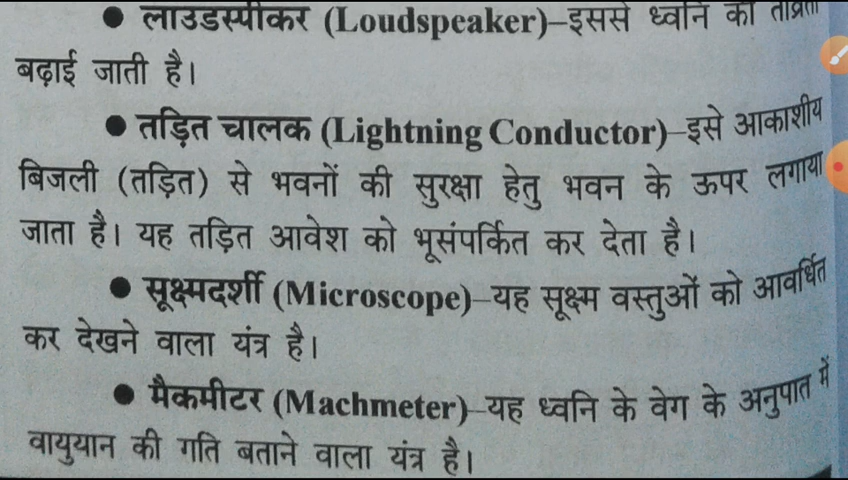 ● लाउडस्पीकर (Loudspeaker)–इससे ध्वनि की तीव्रता
बढ़ाई जाती है।
● तड़ित चालक (Lightning Conductor)–इसे आकाशीय
बिजली (तड़ित) से भवनों की सुरक्षा हेतु भवन के ऊपर लगाया
जाता है। यह तड़ित आवेश को भूसंपर्कित कर देता है।
● सूक्ष्मदर्शी (Microscope)–यह सूक्ष्म वस्तुओं को आवर्धित
कर देखने वाला यंत्र है।
● मैकमीटर (Machmeter)–यह ध्वनि के वेग के अनुपात में
वायुयान की गति बताने वाला यंत्र है।